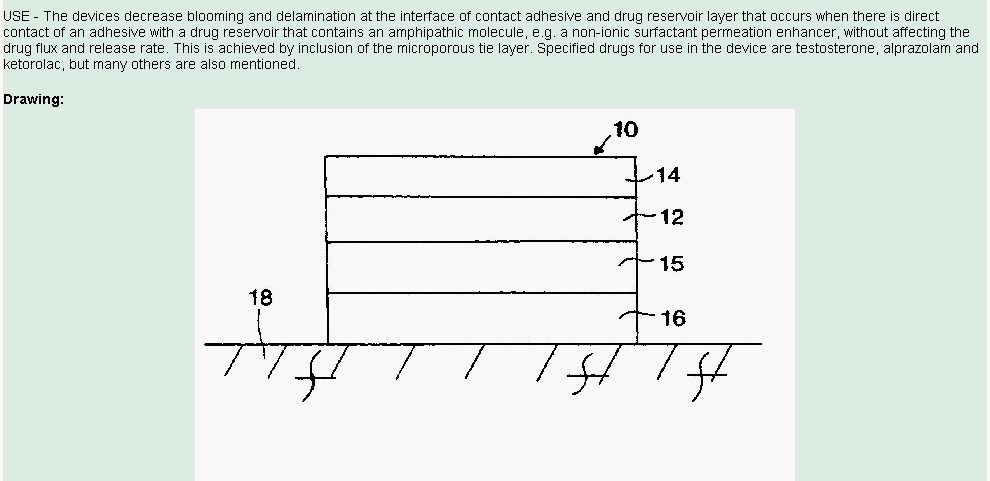 USE - The devices decrease blooming and delamination at the interface of contact adhesive and drug reservoir layer that occurs when there is direct
contact of an adhesive with a drug reservoir that contains an amphipathic molecule, e.g. a non-ionic surfactant permeation enhancer, without affecting the
drug flux and release rate. This is achieved by inclusion of the microporous tie layer. Specified drugs for use in the device are testosterone, alprazolam and
ketorolac, but many others are also mentioned.
Drawing:
10
14
12
15
18
16